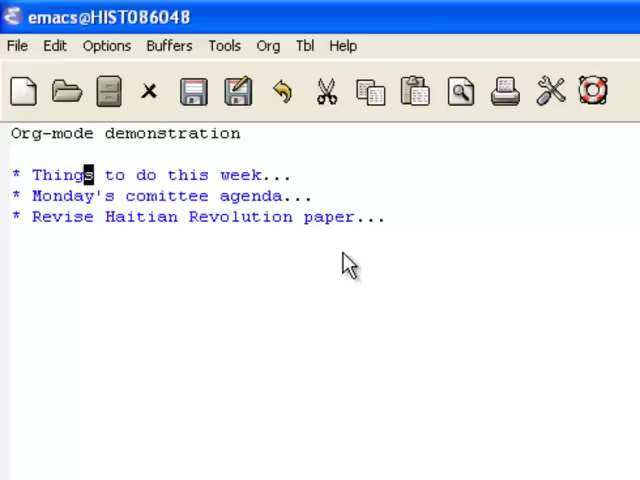 emacs@HIST086048
File Edit Options Buffers Tools Org Tbl Help
Org-mode demonstration
* Things to do this week...
* Monday's comittee agenda...
* Revise Haitian Revolution paper...